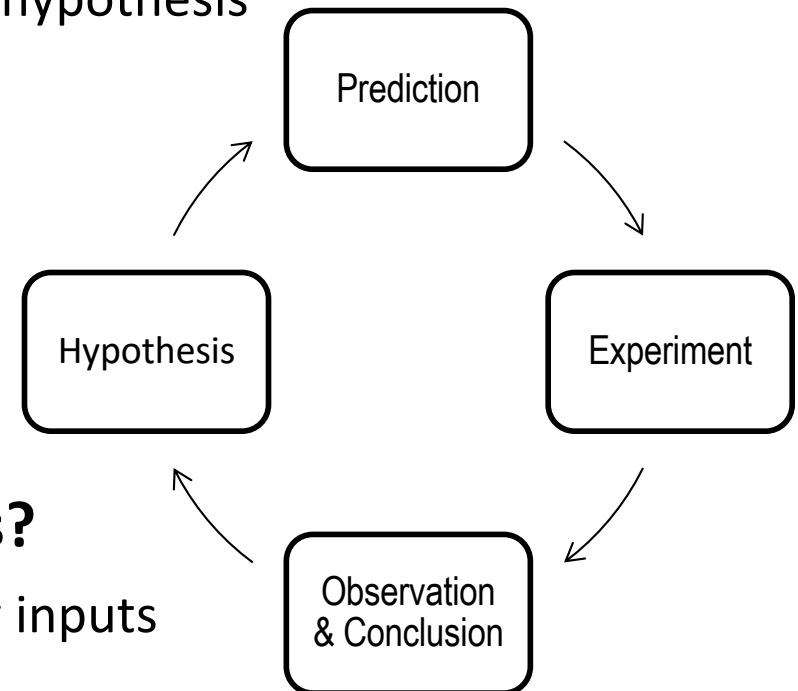 hypothesis
Prediction
Hypothesis
Experiment
s?
inputs
Observation
& Conclusion